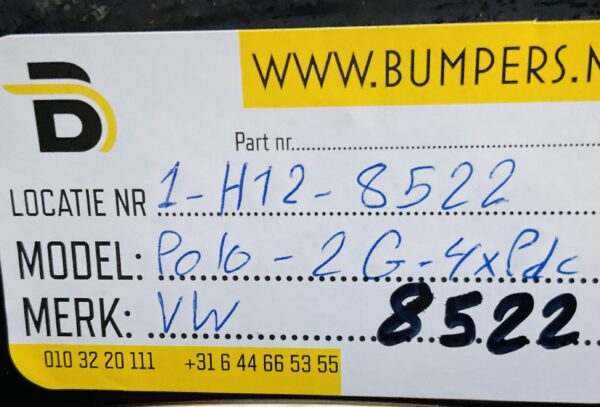 WWW.BUMPERS.N
Part nr.
LOCATIE NR 1-H12-8522
MODEL: Polo - 2G-4xPdc
MERK: VW 8522
010 32 20 111 +31 6 44 66 53 55